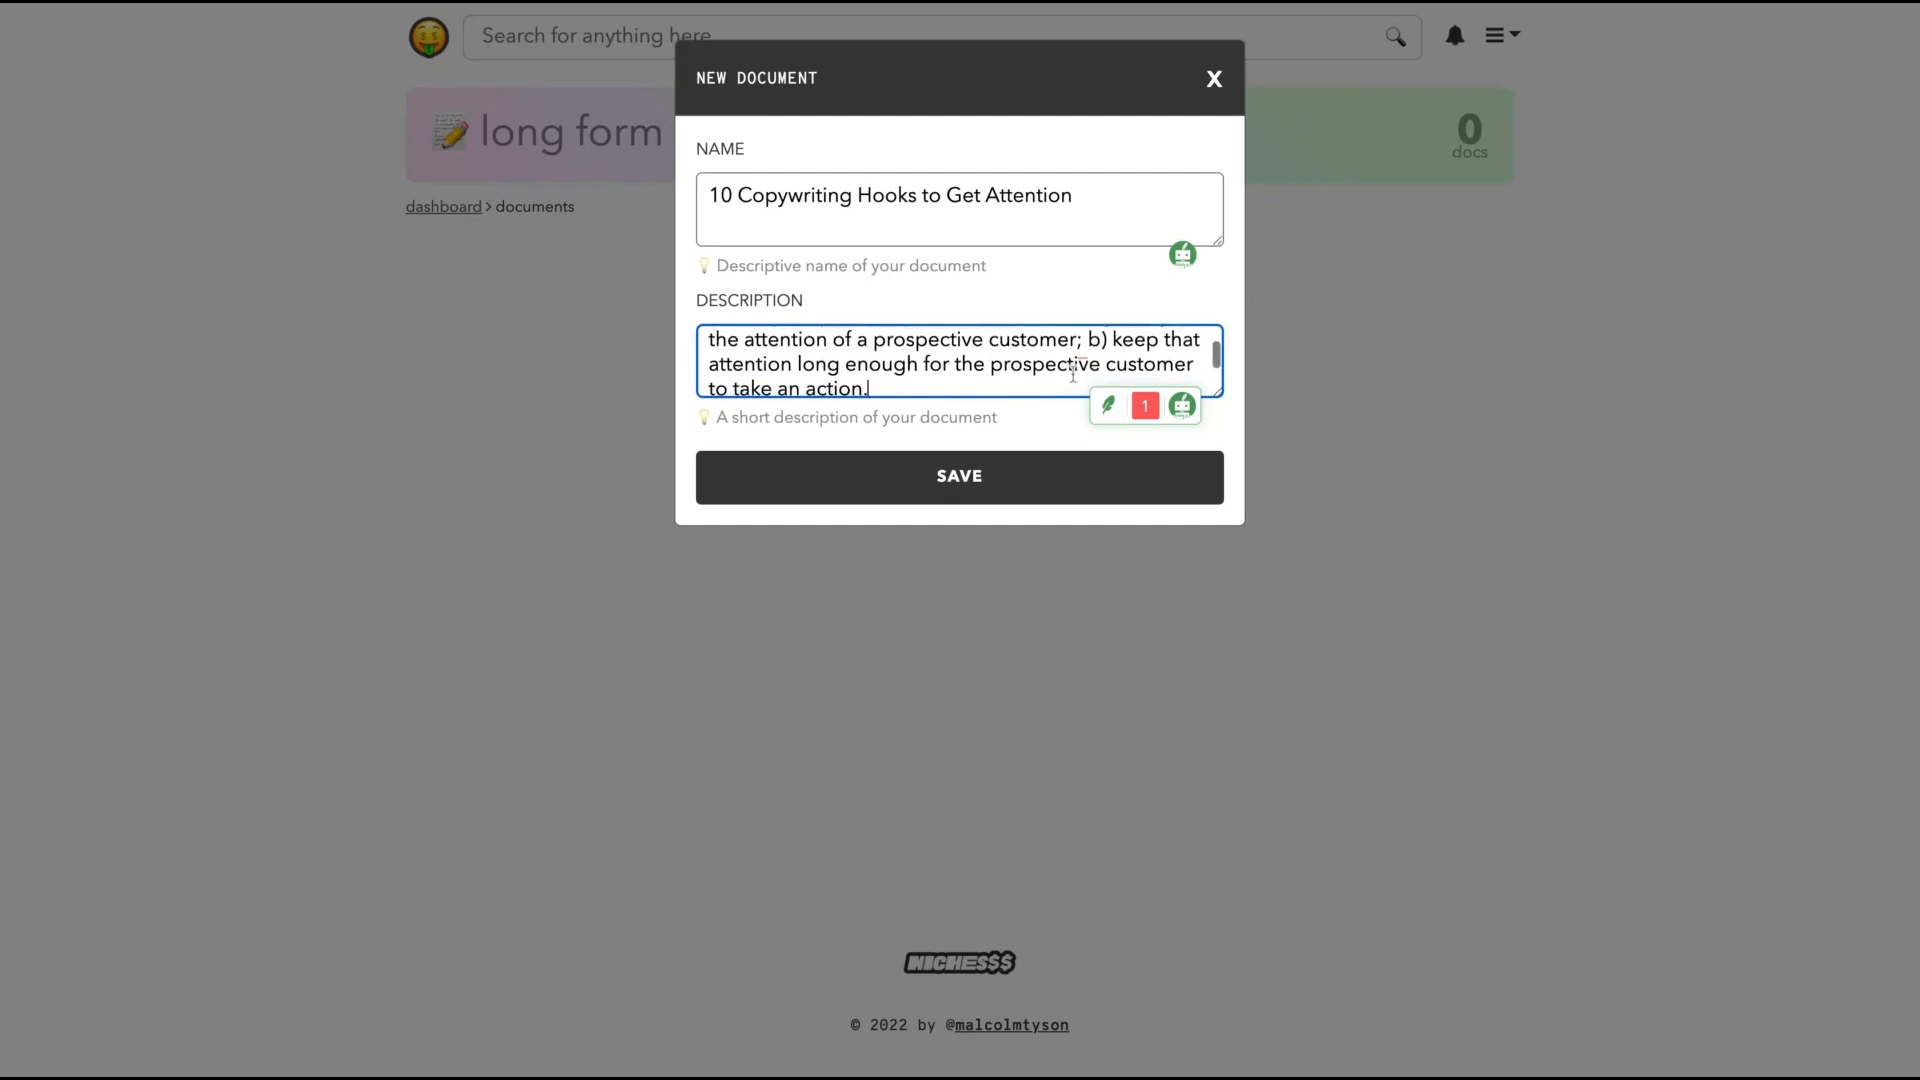 Search for anything here
NEW DOCUMENT
X
long form
0
docs
NAME
10 Copywriting Hooks to Get Attention
dashboard > documents
💡 Descriptive name of your document
DESCRIPTION
the attention of a prospective customer; b) keep that
attention long enough for the prospective customer
to take an action.
1
💡 A short description of your document
SAVE
NICHES$$
© 2022 by @malcolmtyson